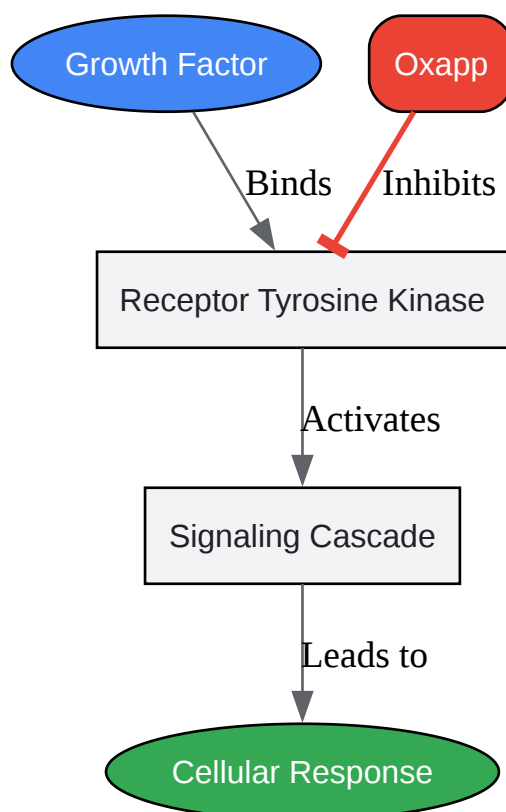 Growth Factor
Oxapp
Binds
Inhibits
Receptor Tyrosine Kinase
Activates
Signaling Cascade
Leads to
Cellular Response